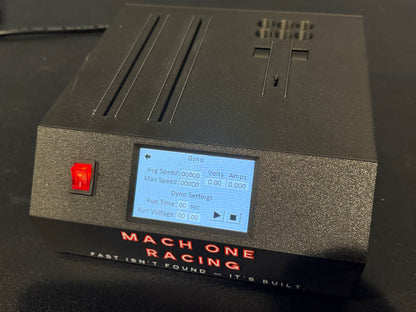 Dyno
Avg Speed: 00000 Volts Amps
Max Speed: 00000 0.00 0.000
Dyno Settings
Run Time: 00 sec
Run Voltage: 00 00
MACH ONE
RACING
FAST ISN'T FOUND — IT'S BUILT.